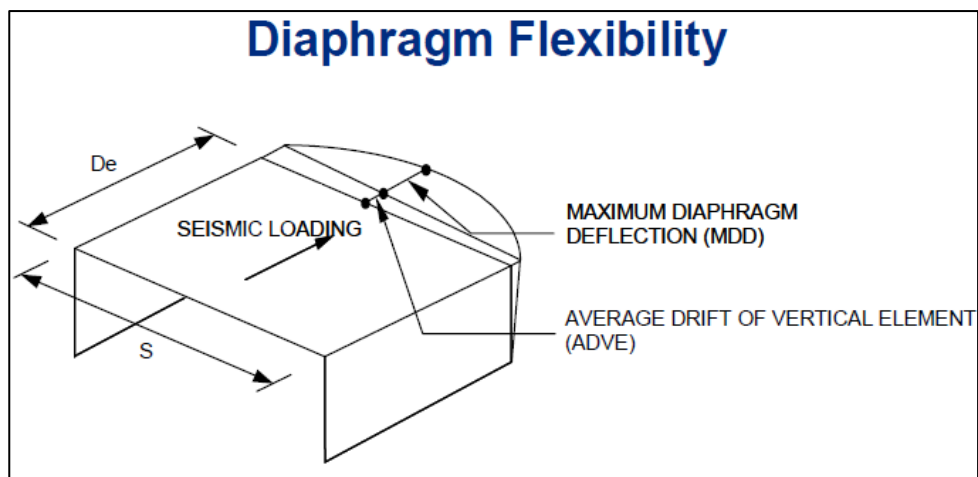 Diaphragm Flexibility
De
SEISMIC LOADING
MAXIMUM DIAPHRAGM
DEFLECTION (MDD)
AVERAGE DRIFT OF VERTICAL ELEMENT
(ADVE)
S